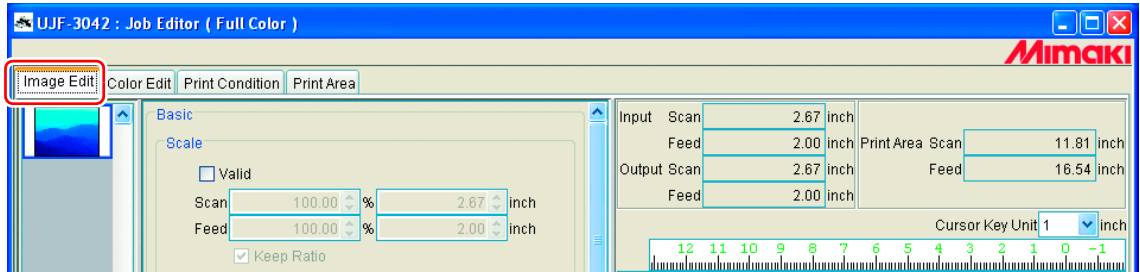 UJF-3042 : Job Editor ( Full Color )
Mimaki
Image Edit Color Edit Print Condition Print Area
Basic
Scale
Valid
Scan 100.00 % 2.67 inch
Feed 100.00 % 2.00 inch
Keep Ratio
Input Scan 2.67 inch
Feed 2.00 inch
Output Scan 2.67 inch
Feed 2.00 inch
Print Area Scan 11.81 inch
Feed 16.54 inch
Cursor Key Unit 1 inch
12 11 10 9 8 7 6 5 4 3 2 1 0 -1